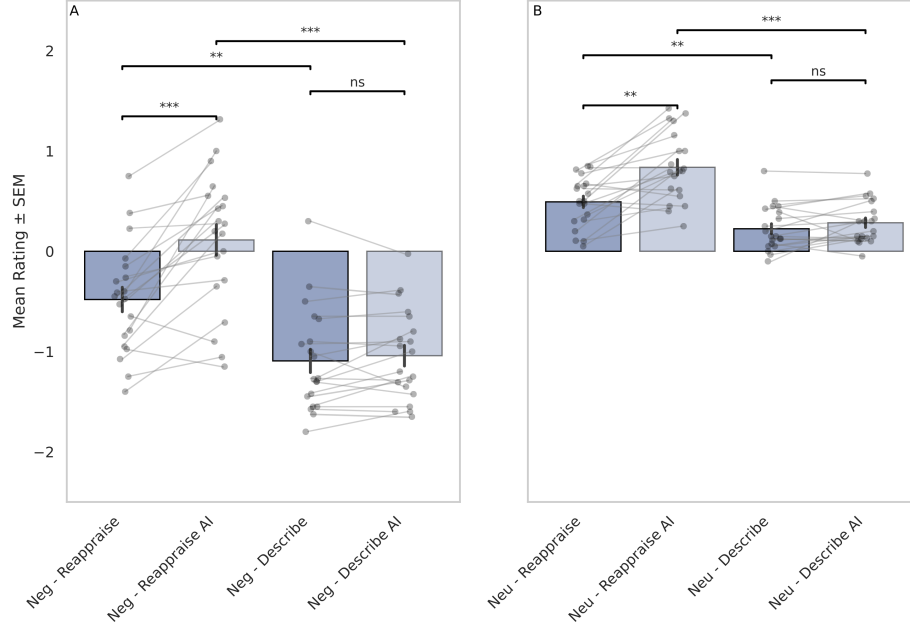 A
B
***
**
ns
***
***
**
ns
**
Mean Rating ± SEM
2
1
0
−1
−2
Neg - Reappraise
Neg - Reappraise AI
Neg - Describe
Neg - Describe AI
Neu - Reappraise
Neu - Reappraise AI
Neu - Describe
Neu - Describe AI